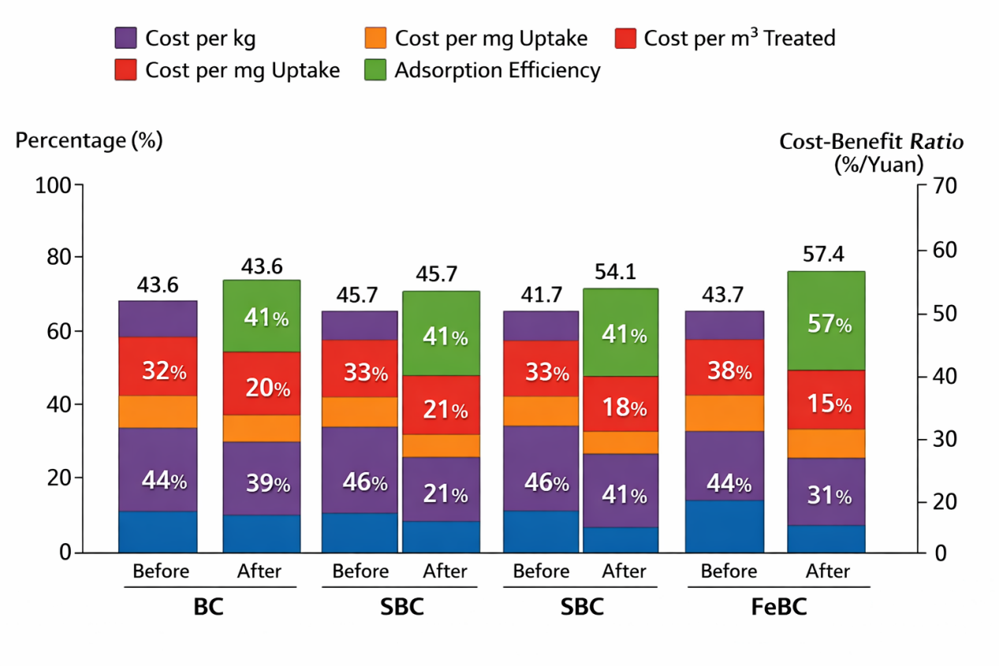 Cost per kg Cost per mg Uptake Cost per m³ Treated
Cost per mg Uptake Adsorption Efficiency
Percentage (%)
Cost-Benefit Ratio
(%/Yuan)
100 70
80 60
60 50
40 40
20 30
0 20
0
43.6 43.6 45.7 45.7 41.7 54.1 43.7 57.4
41% 41% 41% 57%
32% 20% 33% 21% 33% 18% 38% 15%
44% 39% 46% 21% 46% 41% 44% 31%
Before After Before After Before After Before After
BC SBC SBC FeBC